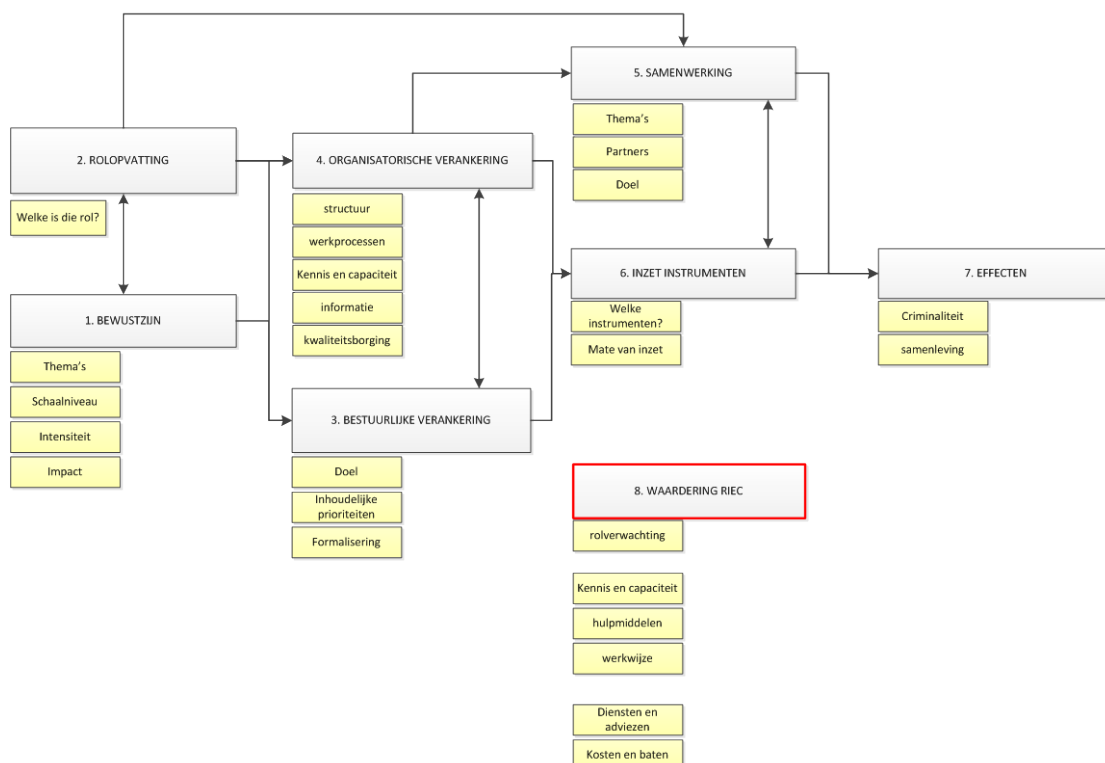 5. SAMENWERKING
Thema's
Partners
Doel
2. ROLOPVATTING
Welke is die rol?
4. ORGANISATORISCHE VERANKERING
structuur
werkprocessen
Kennis en capaciteit
informatie
kwaliteitsborging
6. INZET INSTRUMENTEN
Welke
instrumenten?
Mate van inzet
7. EFFECTEN
Criminaliteit
samenleving
1. BEWUSTZIJN
Thema's
Schaalniveau
Intensiteit
Impact
3. BESTUURLIJKE VERANKERING
Doel
Inhoudelijke
prioriteiten
Formalisering
8. WAARDERING RIEC
rolverwachting
Kennis en capaciteit
hulpmiddelen
werkwijze
Diensten en
adviezen
Kosten en baten